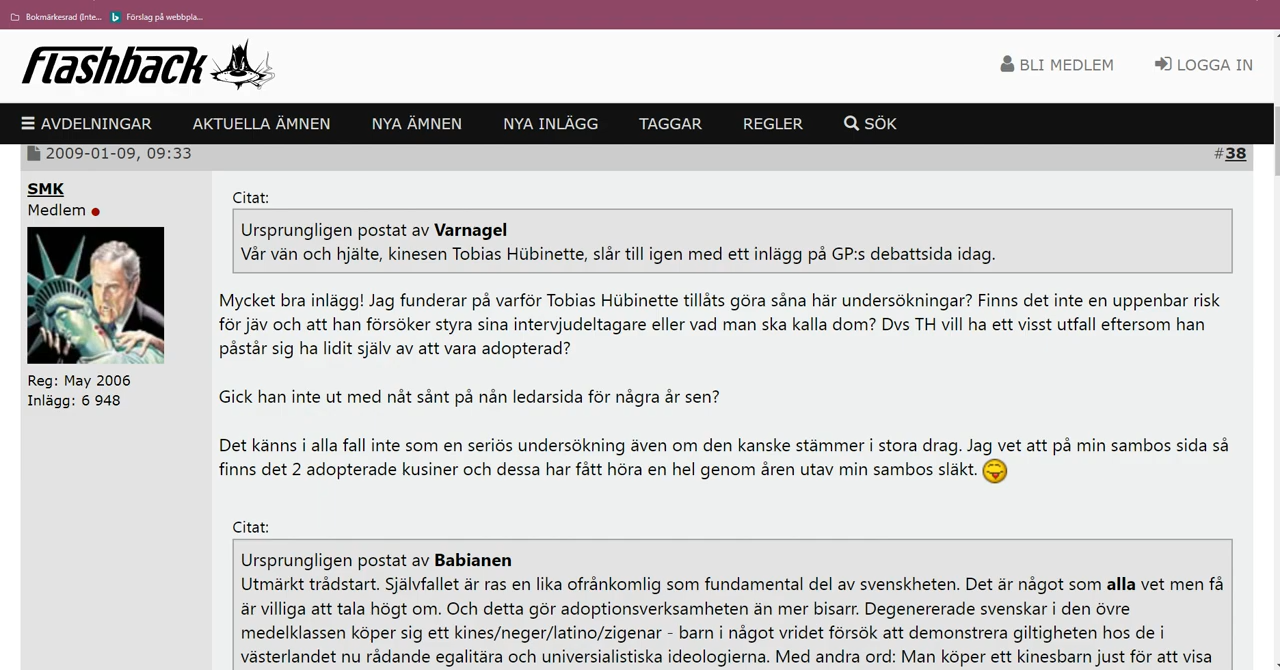 Bokmärkesrad (Inte...
Förslag på webbpla...
flashback
BLI MEDLEM
LOGGA IN
AVDELNINGAR
AKTUELLA ÄMNEN
NYA ÄMNEN
NYA INLÄGG
TAGGAR
REGLER
SÖK
2009-01-09, 09:33
#38
SMK
Medlem
Reg: May 2006
Inlägg: 6 948
Citat:
Ursprungligen postat av Varnagel
Vår vän och hjälte, kinesen Tobias Hübinette, slår till igen med ett inlägg på GP:s debattsida idag.
Mycket bra inlägg! Jag funderar på varför Tobias Hübinette tillåts göra såna här undersökningar? Finns det inte en uppenbar risk
för jäv och att han försöker styra sina intervjudeltagare eller vad man ska kalla dom? Dvs TH vill ha ett visst utfall eftersom han
påstår sig ha lidit själv av att vara adopterad?
Gick han inte ut med nåt sånt på nån ledarsida för några år sen?
Det känns i alla fall inte som en seriös undersökning även om den kanske stämmer i stora drag. Jag vet att på min sambos sida så
finns det 2 adopterade kusiner och dessa har fått höra en hel genom åren utav min sambos släkt.
Citat:
Ursprungligen postat av Babianen
Utmärkt trådstart. Självfallet är ras en lika ofrånkomlig som fundamental del av svenskheten. Det är något som alla vet men få
är villiga att tala högt om. Och detta gör adoptionsverksamheten än mer bisarr. Degenererade svenskar i den övre
medelklassen köper sig ett kines/neger/latino/zigenar - barn i något vridet försök att demonstrera giltigheten hos de i
västerlandet nu rådande egalitära och universialistiska ideologierna. Med andra ord: Man köper ett kinesbarn just för att visa